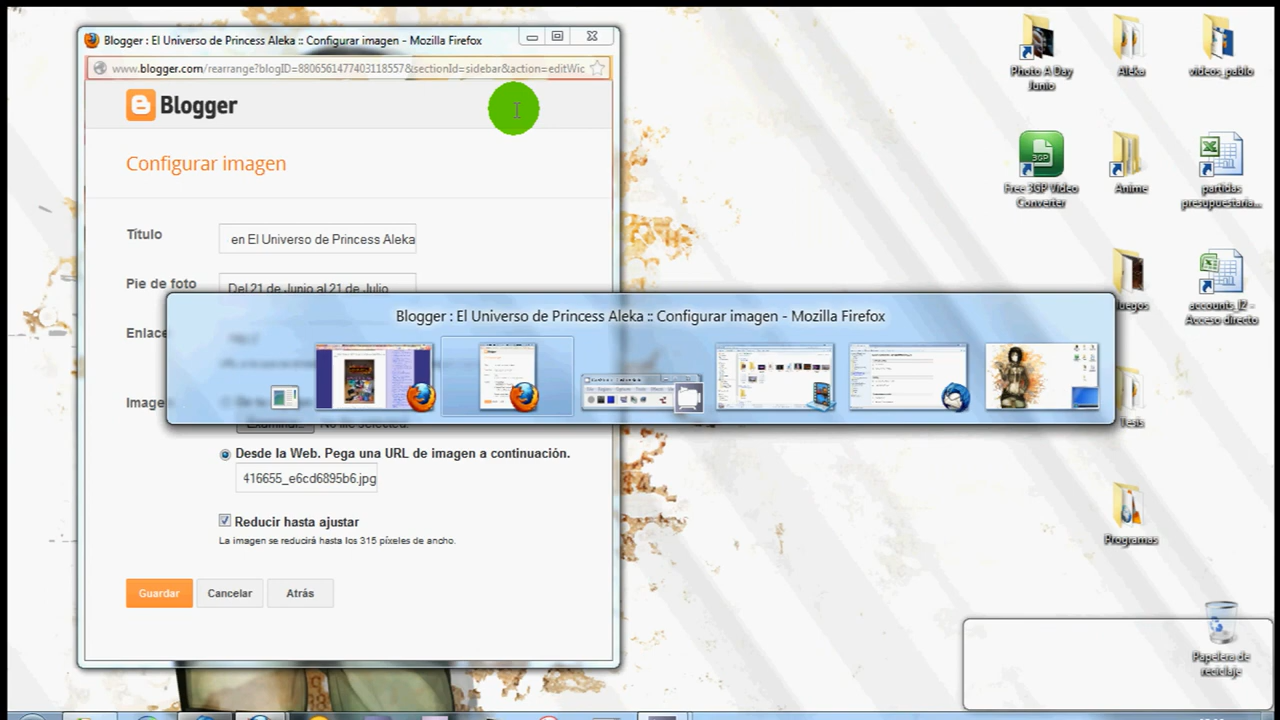 Blogger : El Universo de Princess Aleka :: Configurar imagen - Mozilla Firefox
www.blogger.com/rearrange?blogID=8806561477403118557&sectionId=sidebar&action=editWic
Blogger
Configurar imagen
Título
en El Universo de Princess Aleka
Pie de foto
Del 21 de Junio al 21 de Julio
Enlace
Blogger : El Universo de Princess Aleka :: Configurar imagen - Mozilla Firefox
Image
Examinar...
No file selected.
Desde la Web. Pega una URL de imagen a continuación.
416655_e6cd6895b6.jpg
Reducir hasta ajustar
La imagen se reducirá hasta los 315 píxeles de ancho.
Guardar
Cancelar
Atrás
Photo A Day
Junio
Aleka
videos_pablo
3GP
Free 3GP Video
Converter
Anime
partidas
presupuestaria...
uegos
accounts_l2 -
Acceso directo
Tesis
Programas
Papelera de
reciclaje